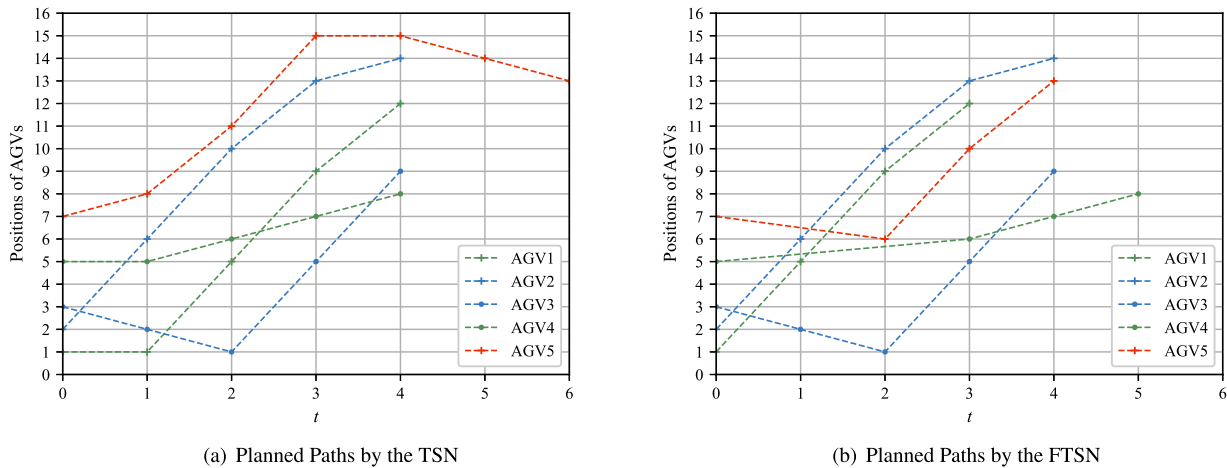 16
15
14
13
12
11
10
9
8
7
6
5
4
3
2
1
0
Positions of AGVs
AGV1
AGV2
AGV3
AGV4
AGV5
0 1 2 3 4 5 6
t
(a) Planned Paths by the TSN
16
15
14
13
12
11
10
9
8
7
6
5
4
3
2
1
0
Positions of AGVs
AGV1
AGV2
AGV3
AGV4
AGV5
0 1 2 3 4 5 6
t
(b) Planned Paths by the FTSN